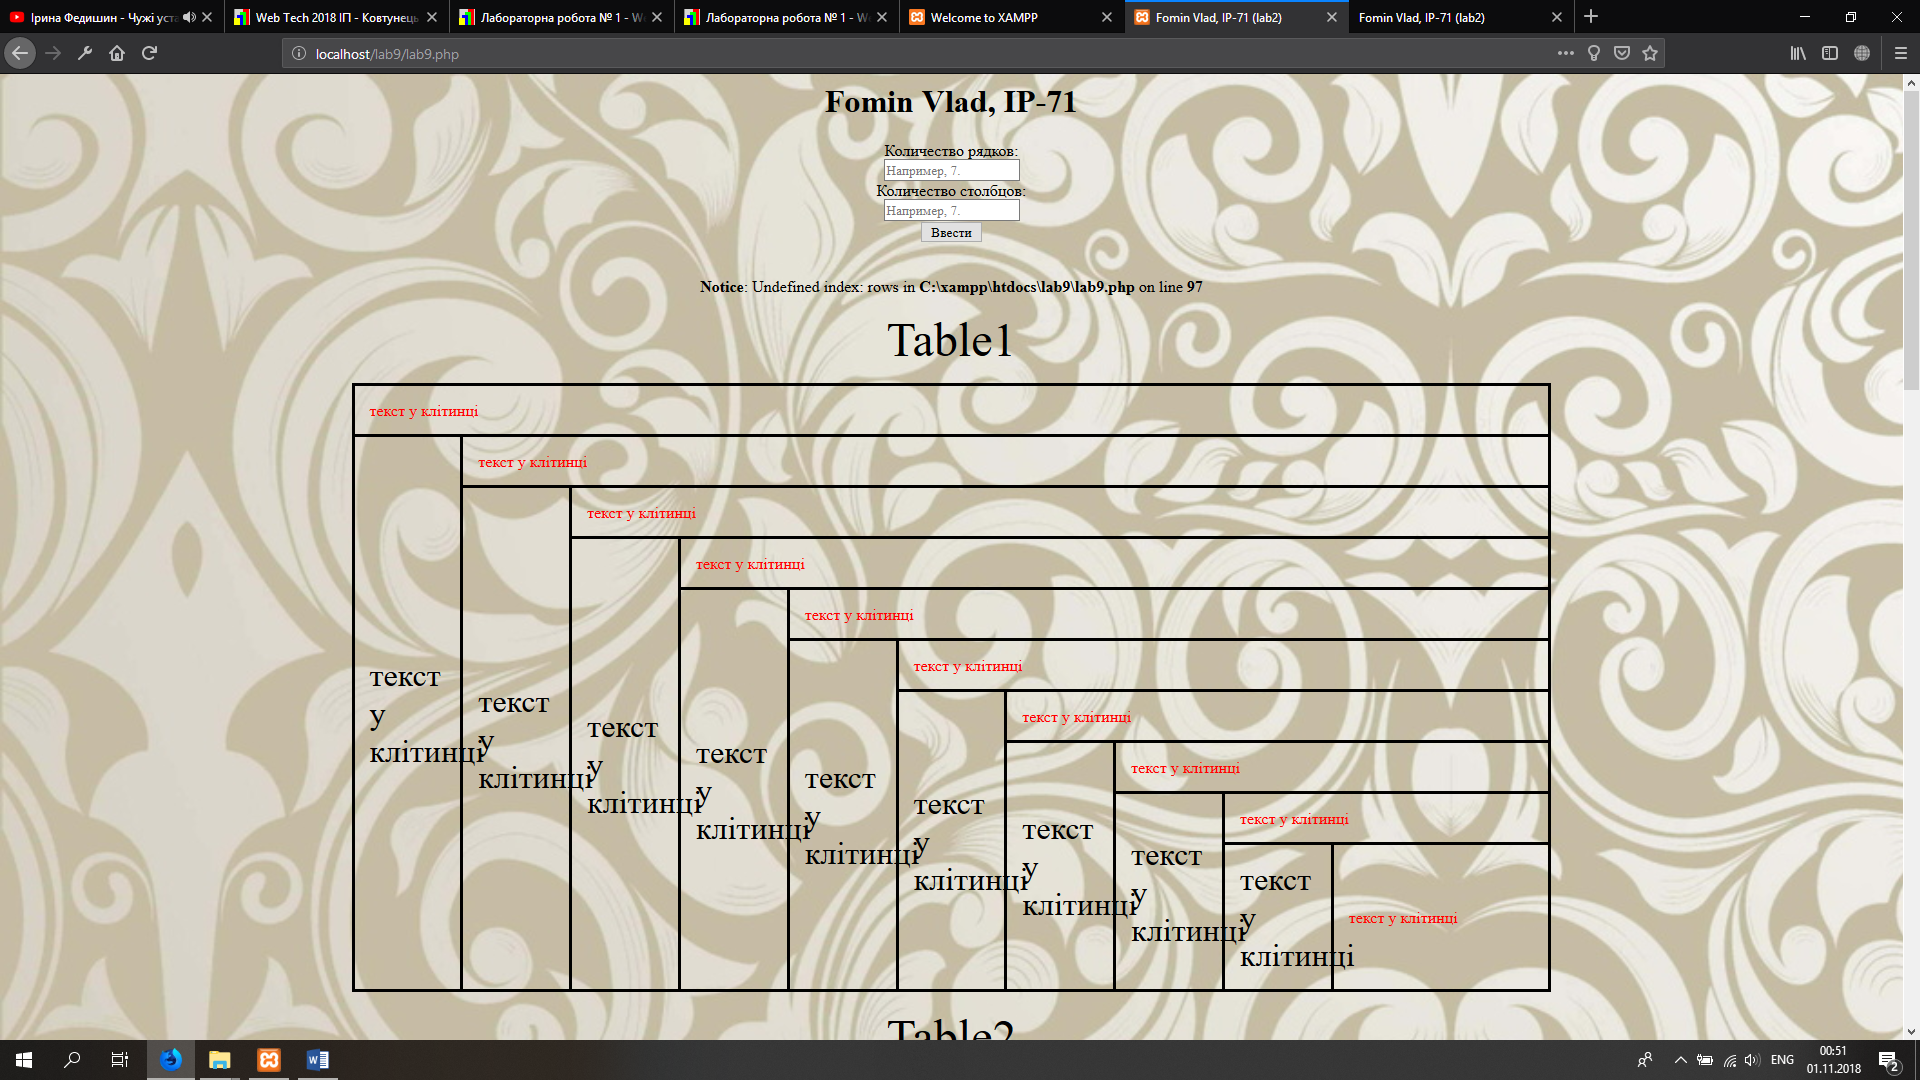 Ірина Федишин - Чужі уста
Web Tech 2018 ІП - Ковтунець
Лабораторна робота № 1 - W
Лабораторна робота № 1 - W
Welcome to XAMPP
Fomin Vlad, IP-71 (lab2)
Fomin Vlad, IP-71 (lab2)
localhost/lab9/lab9.php
Fomin Vlad, IP-71
Количество рядков:
Например, 7.
Количество столбцов:
Например, 7.
Ввести
Notice: Undefined index: rows in C:\xampp\htdocs\lab9\lab9.php on line 97
Table1
текст у клітинці
текст у клітинці
текст у клітинці
текст у клітинці
текст у клітинці
текст у клітинці
текст у клітинці
текст у клітинці
текст у клітинці
текст
у
клітинці
текст
у
клітинці
текст
у
клітинці
текст
у
клітинці
текст
у
клітинці
текст
у
клітинці
текст
у
клітинці
текст
у
клітинці
текст
у
клітинці
текст у клітинці
Table2
ENG
00:51
01.11.2018
2